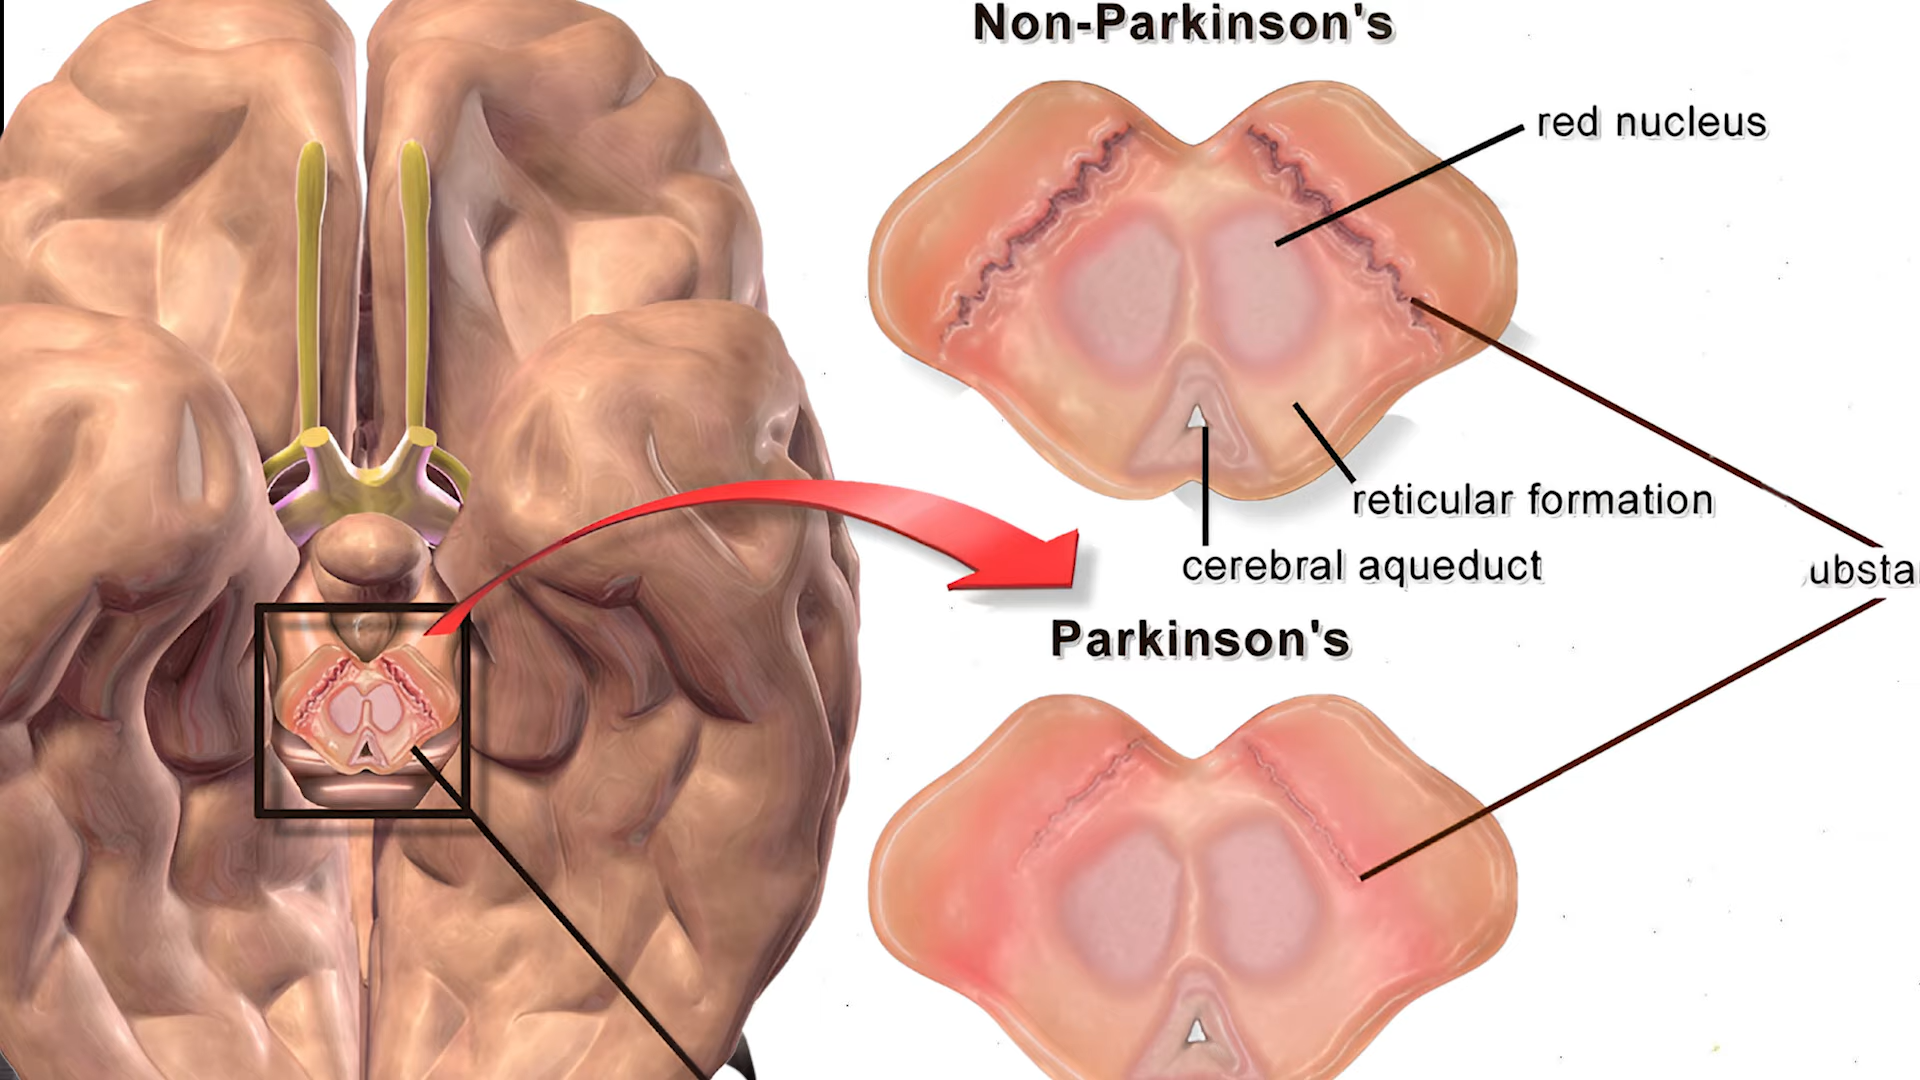 Non-Parkinson's
red nucleus
reticular formation
cerebral aqueduct
ubsta
Parkinson's